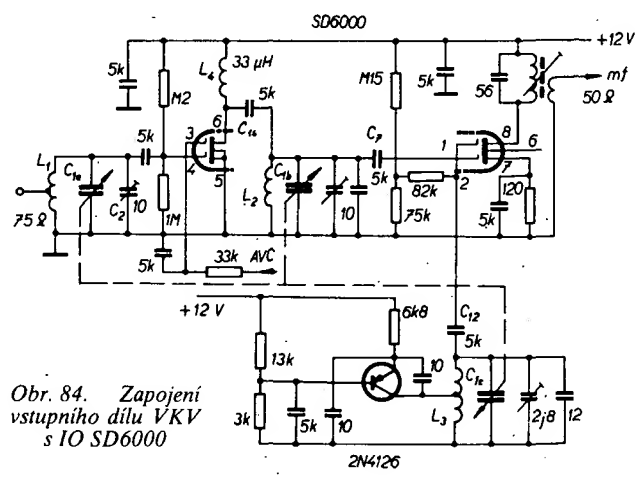 SD6000
+12 V
5k
M2
L4
33 μH
5k
M15
5k
56
mf
50 Ω
5k
3
6
C14
4
5
C7
1
8
6
7
2
L1
C1a
C2
10
1M
L2
C1b
10
5k
82k
75k
5k
120
75 Ω
5k
33k
AVC
+12 V
6k8
C12
5k
13k
10
C1c
3k
5k
10
L3
2j8
12
2N4126
Obr. 84. Zapojení
vstupního dílu VKV
s IO SD6000